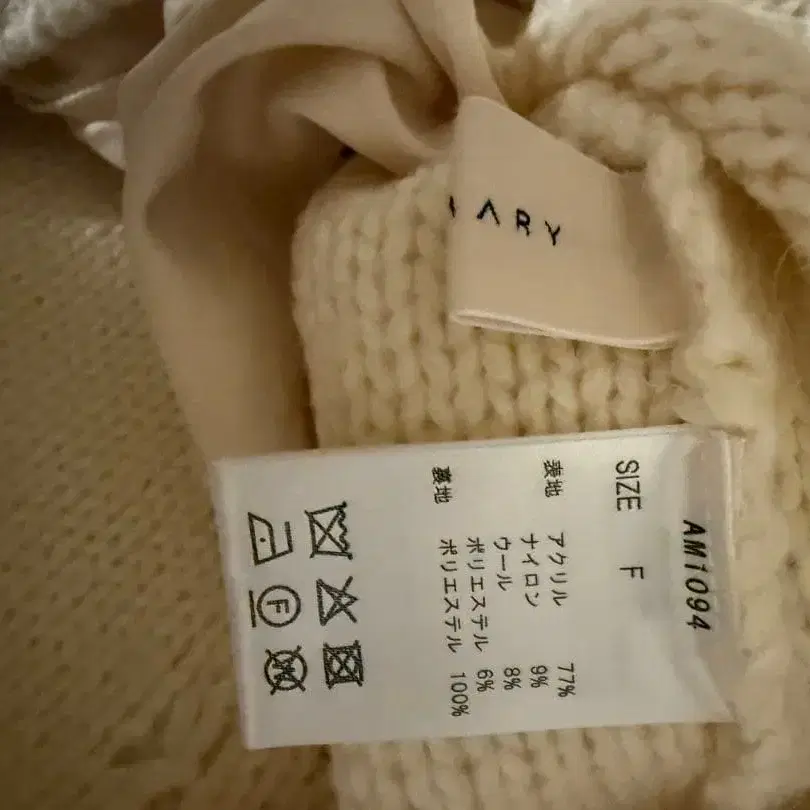 ARY
AM1094
SIZE F
表地 アクリル 77%
ナイロン 9%
ウール 8%
ポリエステル 6%
裏地 ポリエステル 100%
F